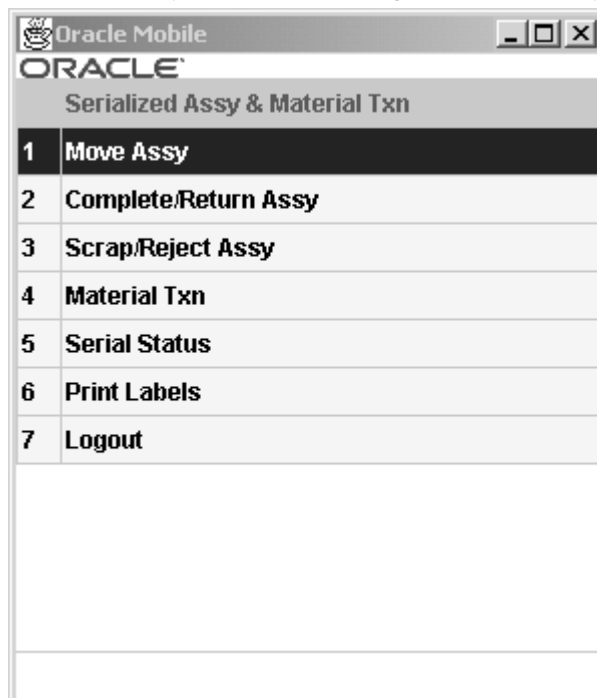 Oracle Mobile
ORACLE
Serialized Assy & Material Txn
1 Move Assy
2 Complete/Return Assy
3 Scrap/Reject Assy
4 Material Txn
5 Serial Status
6 Print Labels
7 Logout